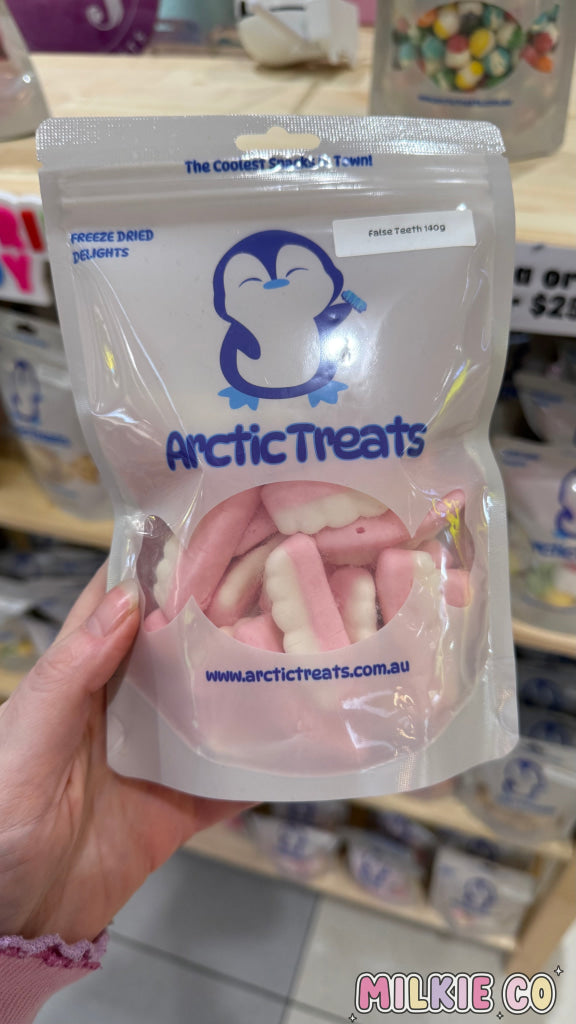 The Coolest Snacks in Town!
FREEZE DRIED
DELIGHTS
False Teeth 140g
ArcticTreats
www.arctictreats.com.au
MILKIE CO